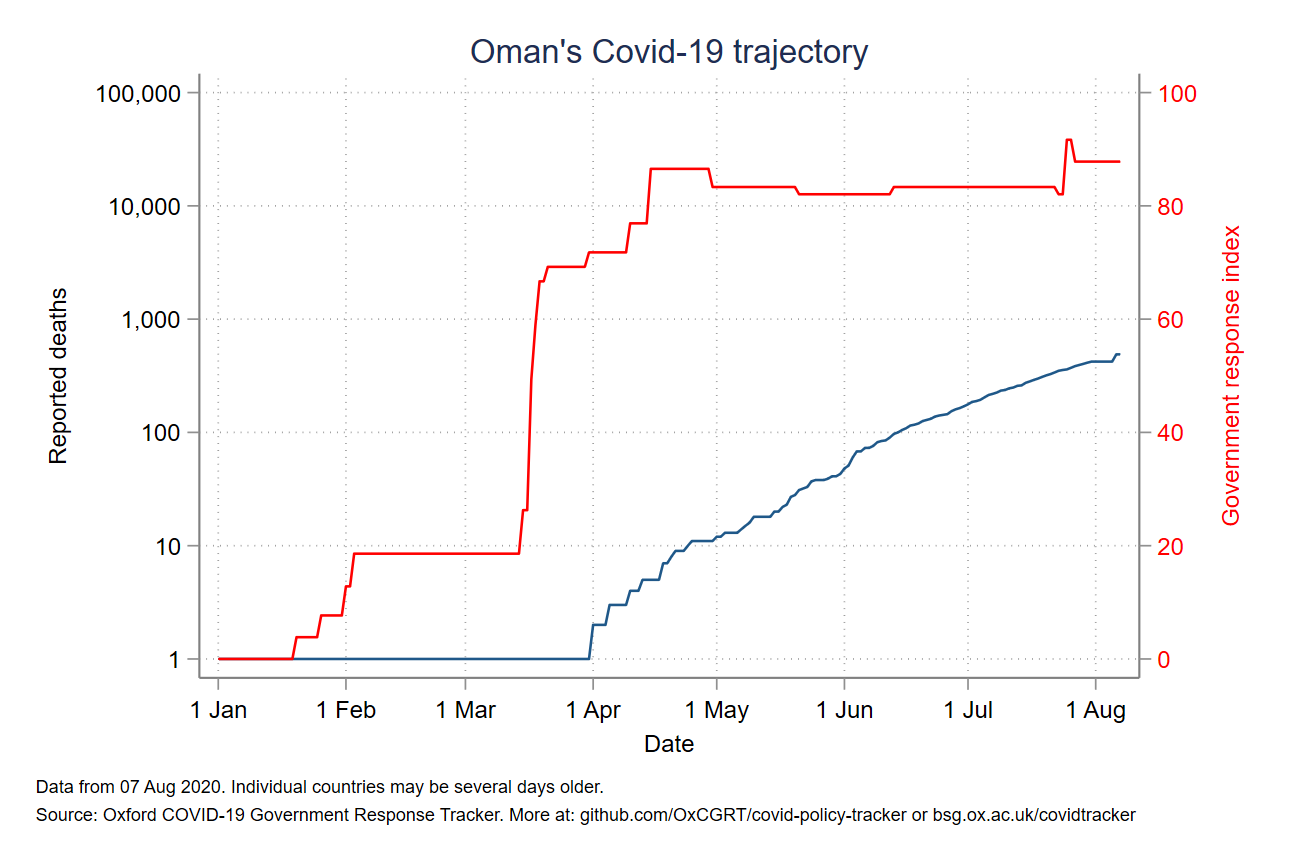 Oman's Covid-19 trajectory
100,000
10,000
1,000
100
10
1
Reported deaths
100
80
60
40
20
0
Government response index
1 Jan 1 Feb 1 Mar 1 Apr 1 May 1 Jun 1 Jul 1 Aug
Date
Data from 07 Aug 2020. Individual countries may be several days older.
Source: Oxford COVID-19 Government Response Tracker. More at: github.com/OxCGRT/covid-policy-tracker or bsg.ox.ac.uk/covidtracker